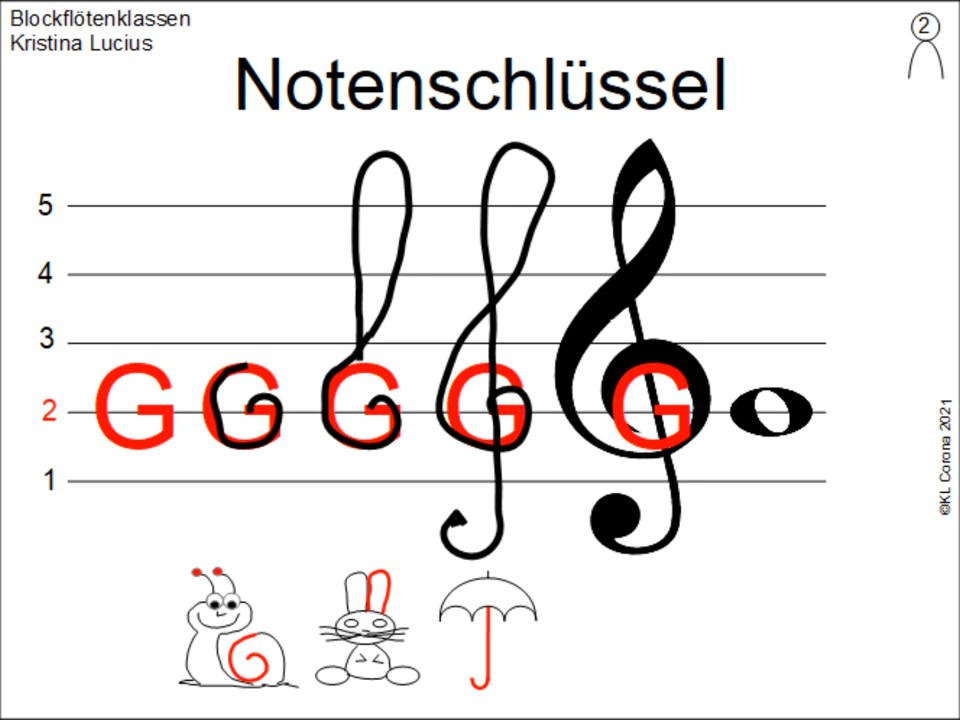 Blockflötenklassen
Kristina Lucius
2
Notenschlüssel
5
4
3
G G G G G
2
1
©KL Corona 2021